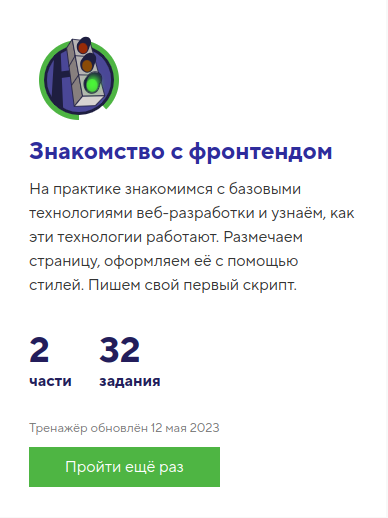 Знакомство с фронтендом
На практике знакомимся с базовыми
технологиями веб-разработки и узнаём, как
эти технологии работают. Размечаем
страницу, оформляем её с помощью
стилей. Пишем свой первый скрипт.
2 32
части задания
Тренажёр обновлён 12 мая 2023
Пройти ещё раз